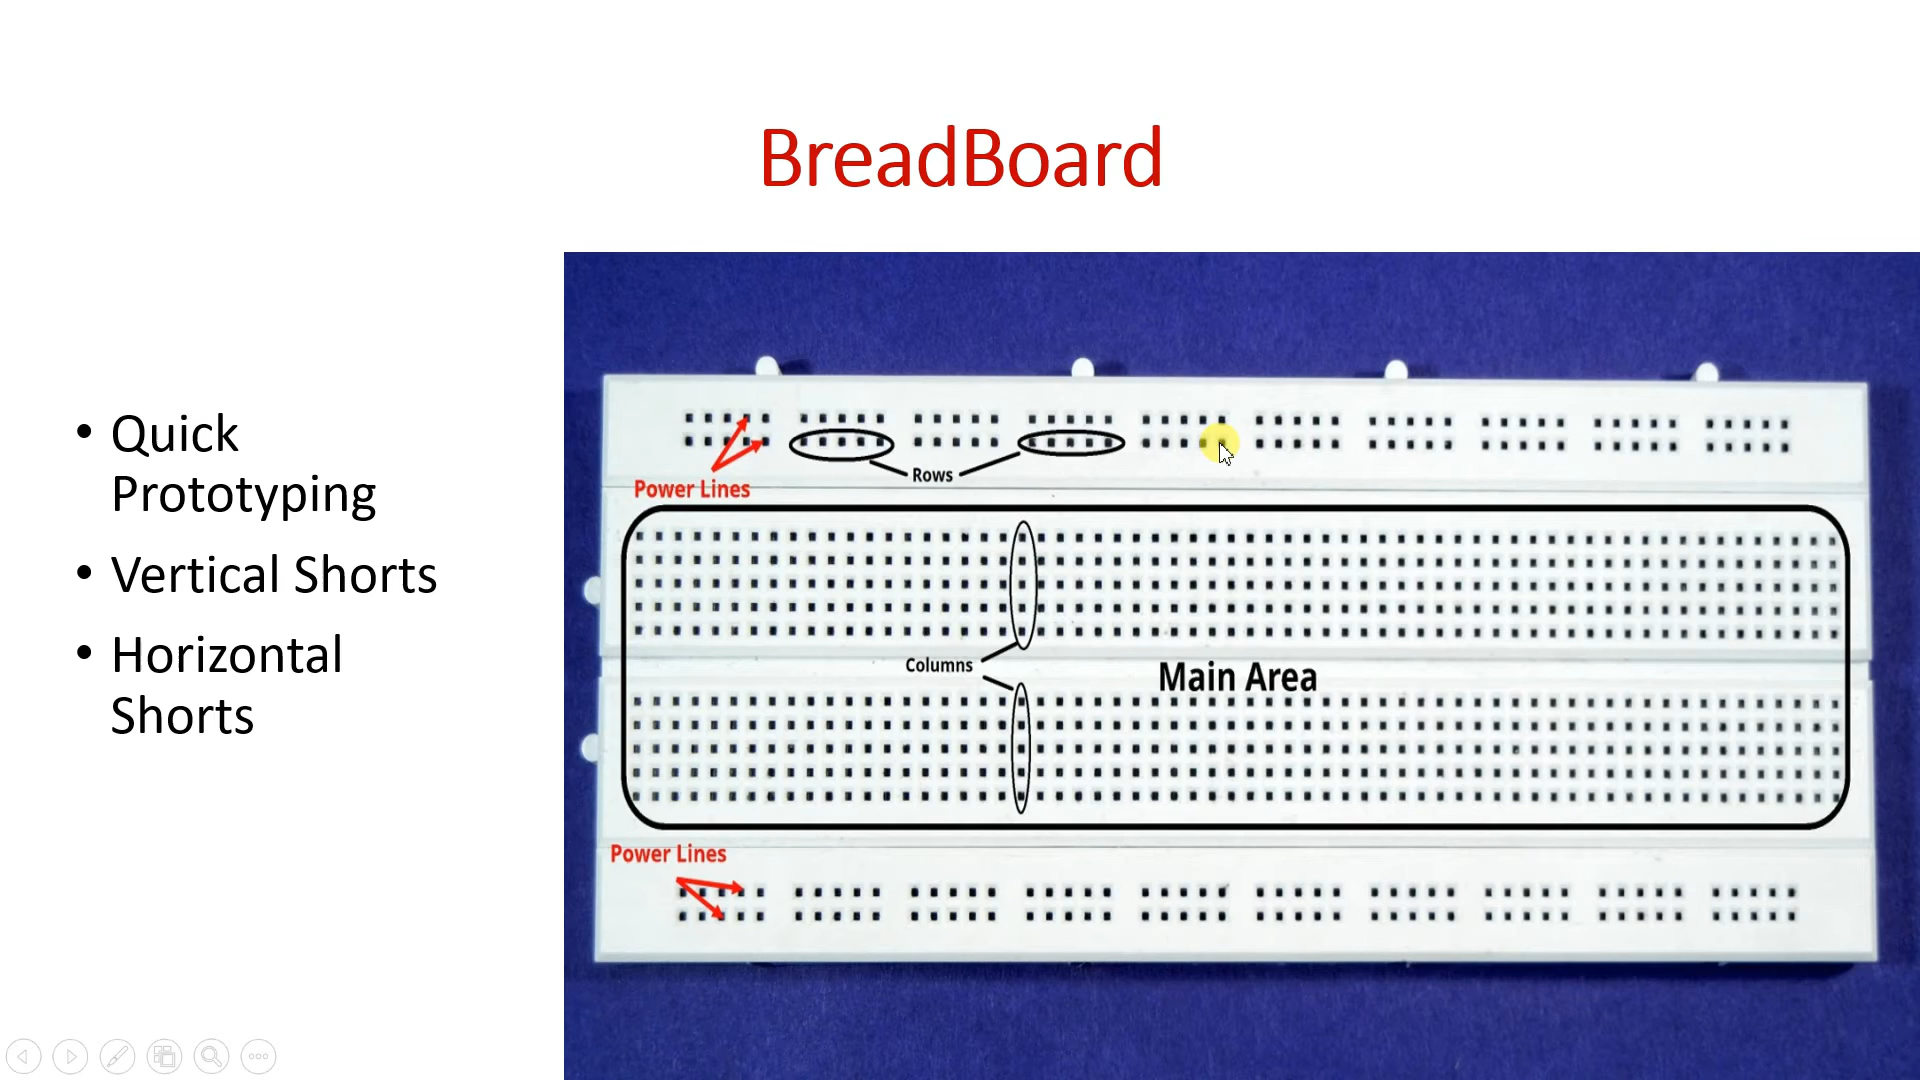 BreadBoard
• Quick
Prototyping
• Vertical Shorts
• Horizontal
Shorts
Rows
Power Lines
Columns
Main Area
Power Lines